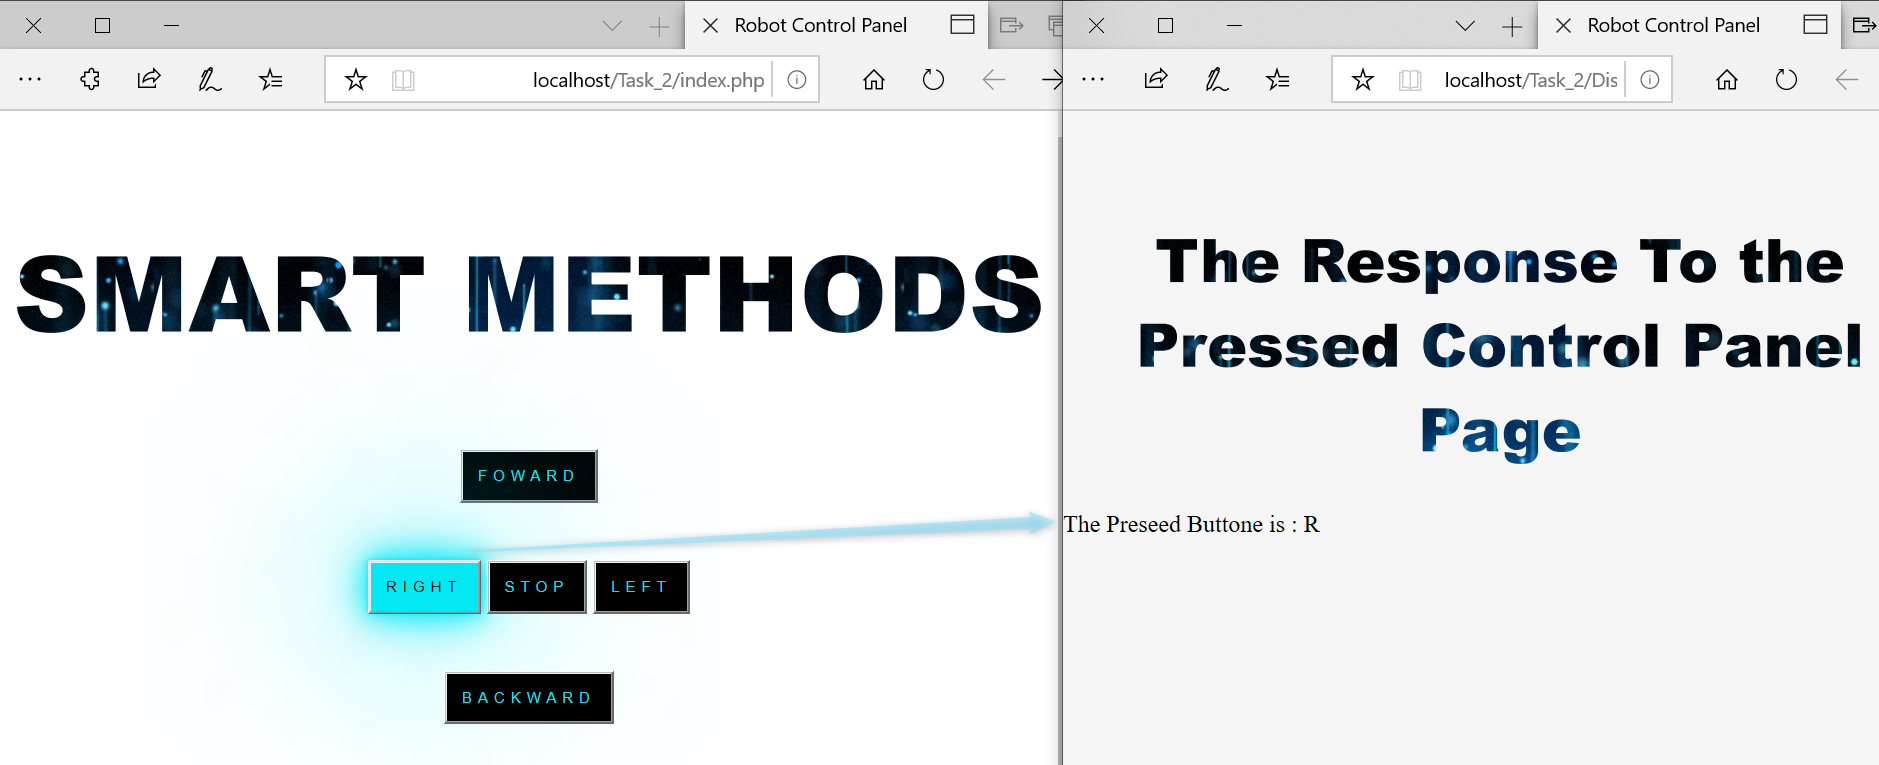 Robot Control Panel
localhost/Task_2/index.php
SMART METHODS
FOWARD
RIGHT STOP LEFT
BACKWARD
Robot Control Panel
localhost/Task_2/Dis
The Response To the
Pressed Control Panel
Page
The Preseed Buttone is : R